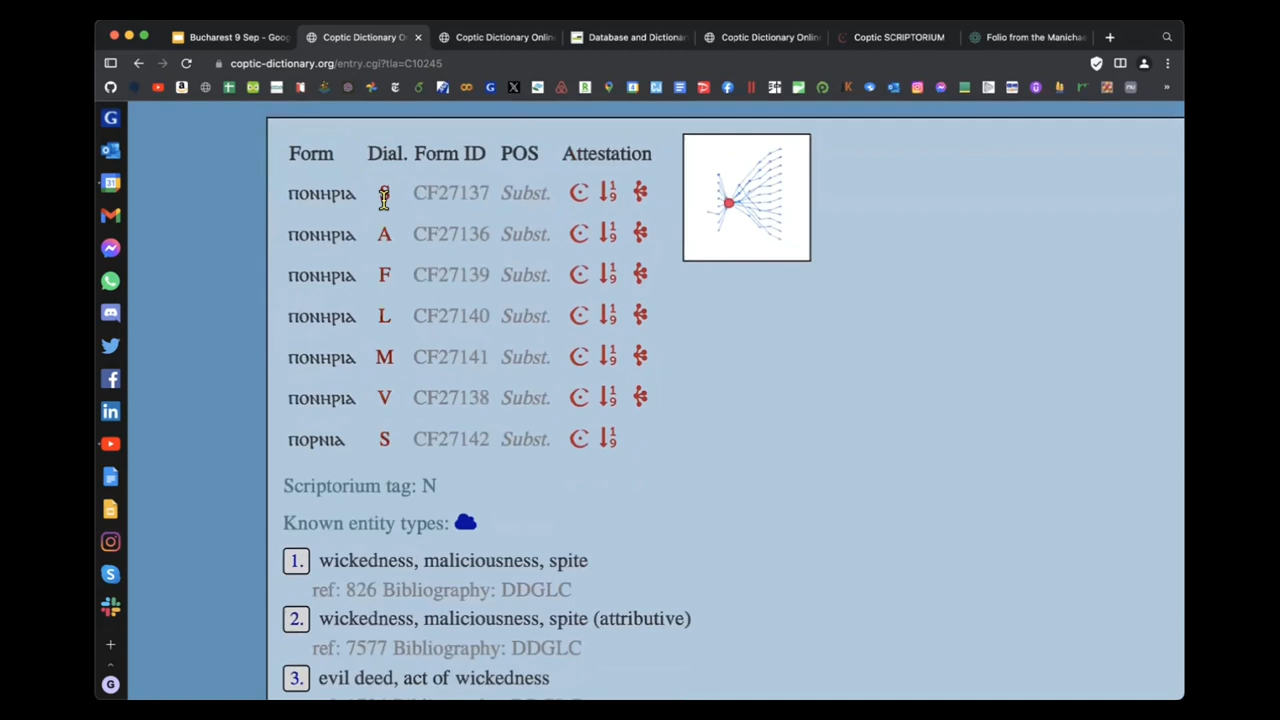 Bucharest 9 Sep - Goog
Coptic Dictionary O
Coptic Dictionary Onlin
Database and Dictionar
Coptic Dictionary Onlin
Coptic SCRIPTORIUM
Folio from the Manicha
coptic-dictionary.org/entry.cgi?tla=C10245
Form Dial. Form ID POS Attestation
ⲡⲟⲛⲏⲣⲓⲁ CF27137 Subst.
ⲡⲟⲛⲏⲣⲓⲁ A CF27136 Subst.
ⲡⲟⲛⲏⲣⲓⲁ F CF27139 Subst.
ⲡⲟⲛⲏⲣⲓⲁ L CF27140 Subst.
ⲡⲟⲛⲏⲣⲓⲁ M CF27141 Subst.
ⲡⲟⲛⲏⲣⲓⲁ V CF27138 Subst.
ⲡⲟⲣⲛⲓⲁ S CF27142 Subst.
Scriptorium tag: N
Known entity types:
1. wickedness, maliciousness, spite
ref: 826 Bibliography: DDGLC
2. wickedness, maliciousness, spite (attributive)
ref: 7577 Bibliography: DDGLC
3. evil deed, act of wickedness